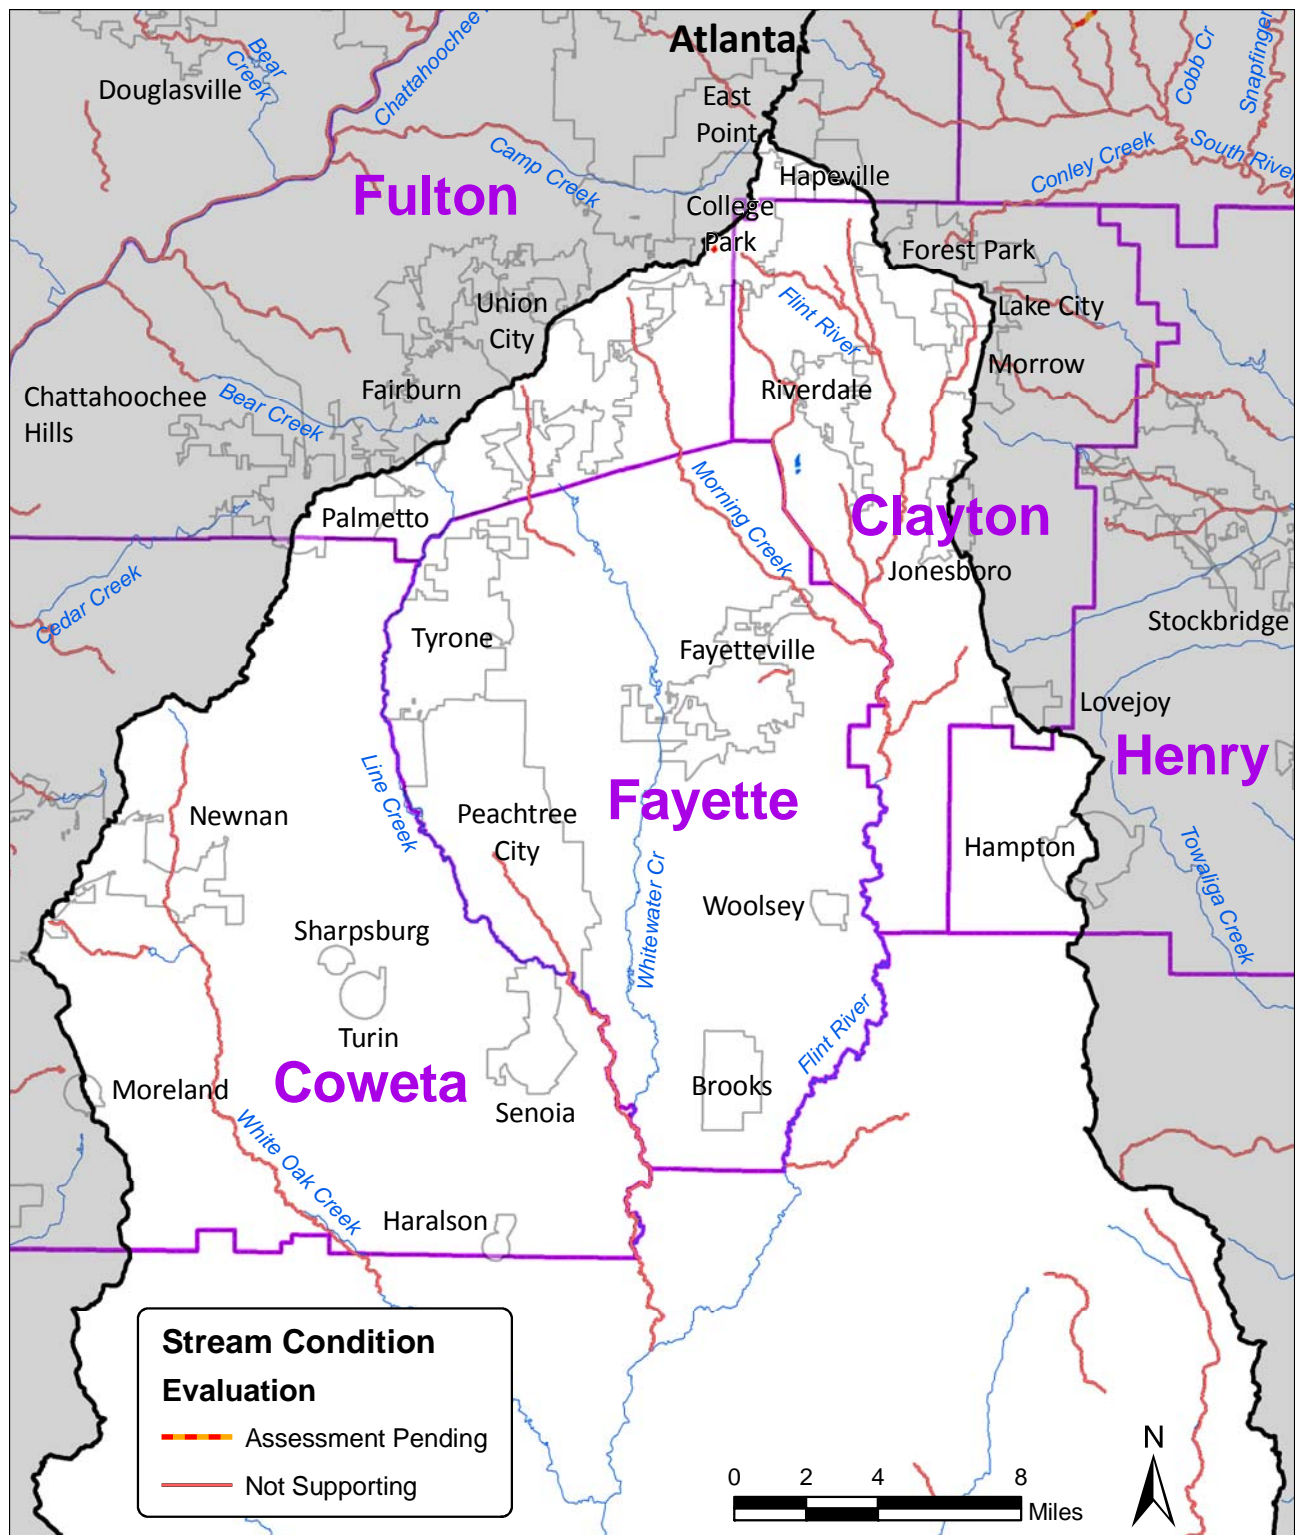 Atlanta
Bear
Creek
Chattahoochee
Douglasville
East
Point
Cobb Cr
Snapfinger
Camp Creek
Conley Creek
South River
Fulton
Hapeville
College
Park
Forest Park
Union
City
Flint River
Lake City
Morrow
Chattahoochee
Hills
Bear Creek
Fairburn
Riverdale
Palmetto
Morning Creek
Clayton
Cedar Creek
Jonesboro
Tyrone
Fayetteville
Stockbridge
Lovejoy
Line Creek
Henry
Newnan
Peachtree
City
Fayette
Hampton
Towaliga Creek
Whitewater Cr
Woolsey
Sharpsburg
Turin
Flint River
Coweta
Moreland
Senoia
Brooks
White Oak Creek
Haralson
Stream Condition
Evaluation
Assessment Pending
Not Supporting
0 2 4 8
Miles
N